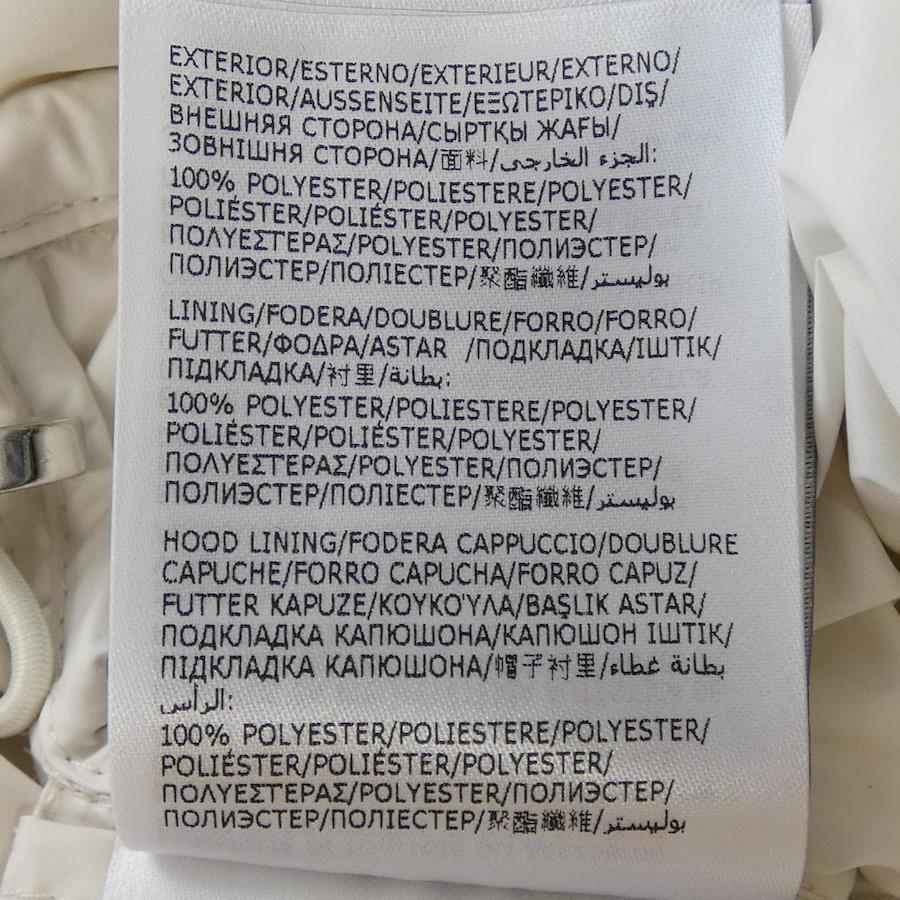 EXTERIOR/ESTERNO/EXTERIEUR/EXTERNO/
EXTERIOR/AUSSENSEITE/ΕΞΩΤΕΡΙΚΟ/DIŞ/
ВНЕШНЯЯ СТОРОНА/СЫРТҚЫ ЖАҒЫ/
ЗОВНІШНЯ СТОРОНА/面料/الجزء الخارجى:
100% POLYESTER/POLIESTERE/POLYESTER/
POLIÉSTER/POLIÉSTER/POLYESTER/
ΠΟΛΥΕΣΤΕΡΑΣ/POLYESTER/ПОЛИЭСТЕР/
ПОЛИЭСТЕР/ПОЛІЕСТЕР/聚酯纖維/بوليستر
LINING/FODERA/DOUBLURE/FORRO/FORRO/
FUTTER/ΦΟΔΡΑ/ASTAR /ПОДКЛАДКА/ІШТІК/
ПІДКЛАДКА/衬里/بطانة:
100% POLYESTER/POLIESTERE/POLYESTER/
POLIÉSTER/POLIÉSTER/POLYESTER/
ΠΟΛΥΕΣΤΕΡΑΣ/POLYESTER/ПОЛИЭСТЕР/
ПОЛИЭСТЕР/ПОЛІЕСТЕР/聚酯纖維/بوليستر
HOOD LINING/FODERA CAPPUCCIO/DOUBLURE
CAPUCHE/FORRO CAPUCHA/FORRO CAPUZ/
FUTTER KAPUZE/ΚΟΥΚΟΎΛΑ/BAŞLIK ASTAR/
ПОДКЛАДКА КАПЮШОНА/КАПЮШОН ІШТІК/
ПІДКЛАДКА КАПЮШОНА/帽子衬里/بطانة غطاء
الرأس:
100% POLYESTER/POLIESTERE/POLYESTER/
POLIÉSTER/POLIÉSTER/POLYESTER/
ΠΟΛΥΕΣΤΕΡΑΣ/POLYESTER/ПОЛИЭСТЕР/
ПОЛИЭСТЕР/ПОЛІЕСТЕР/聚酯纖維/بوليستر